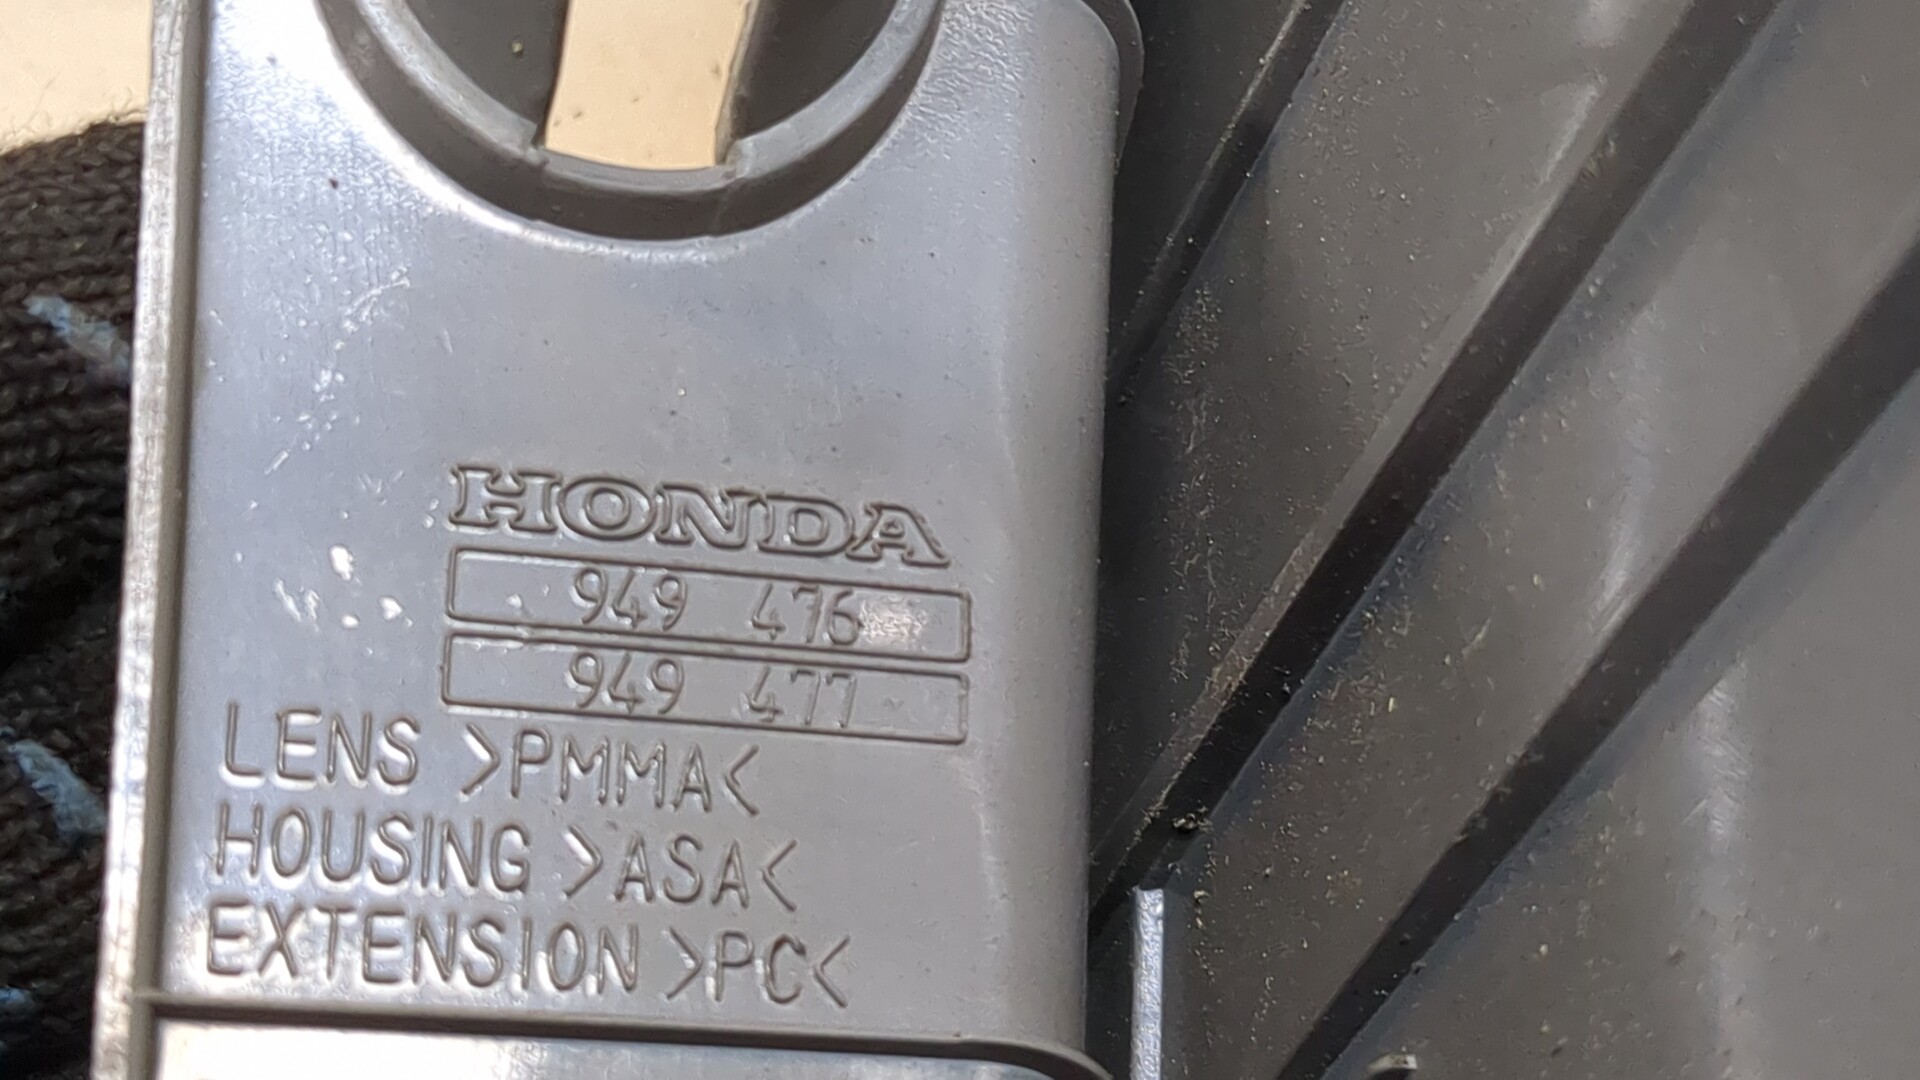 HONDA
949 476
949 477
LENS >PMMA<
HOUSING >ASA<
EXTENSION >PC<